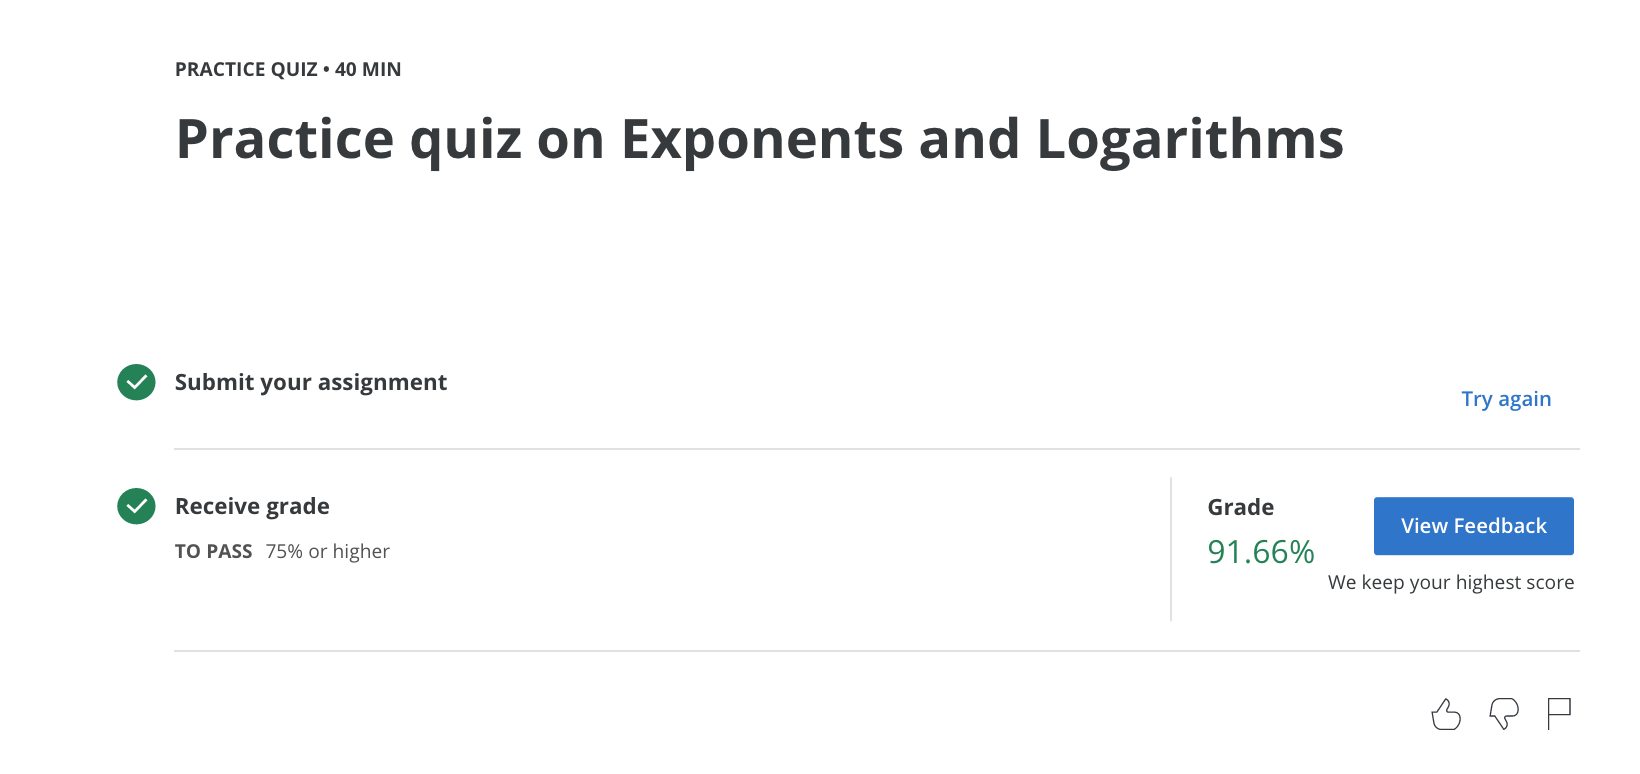 PRACTICE QUIZ • 40 MIN
Practice quiz on Exponents and Logarithms
Submit your assignment
Try again
Receive grade
TO PASS 75% or higher
Grade
91.66%
View Feedback
We keep your highest score